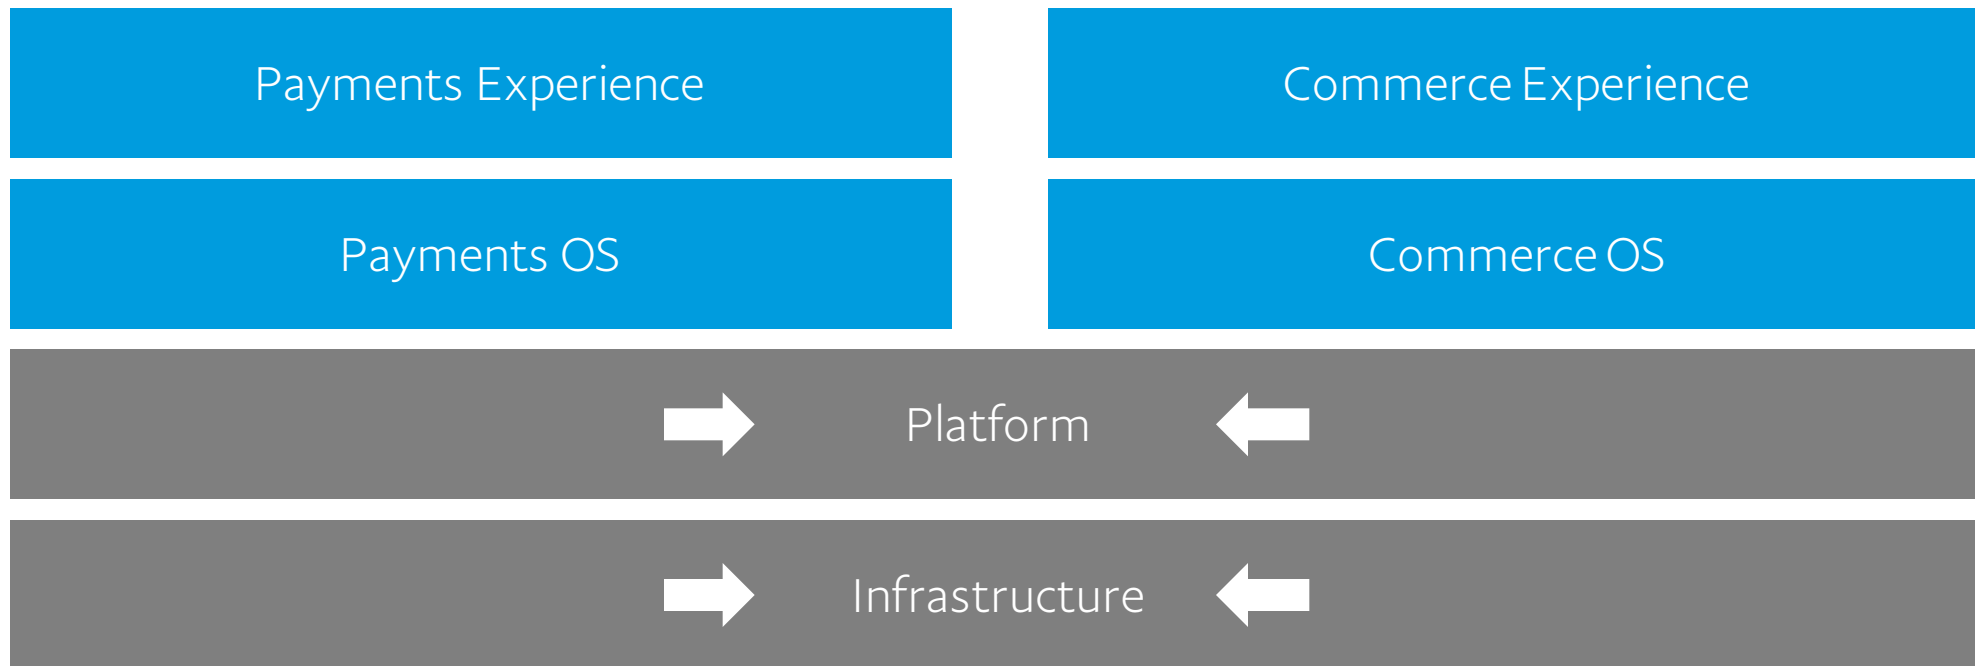 Payments Experience
Commerce Experience
Payments OS
Commerce OS
Platform
Infrastructure